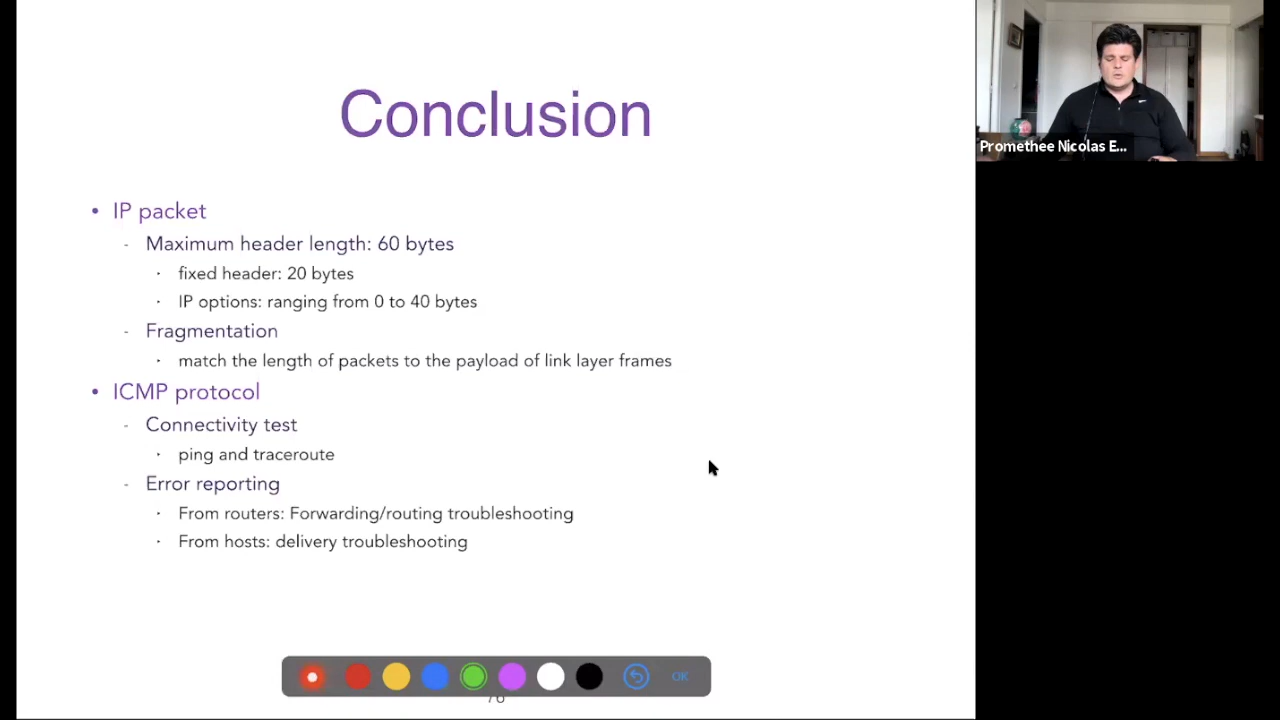 Conclusion
• IP packet
- Maximum header length: 60 bytes
· fixed header: 20 bytes
· IP options: ranging from 0 to 40 bytes
- Fragmentation
· match the length of packets to the payload of link layer frames
• ICMP protocol
- Connectivity test
· ping and traceroute
- Error reporting
· From routers: Forwarding/routing troubleshooting
· From hosts: delivery troubleshooting
OK
Promethee Nicolas E...